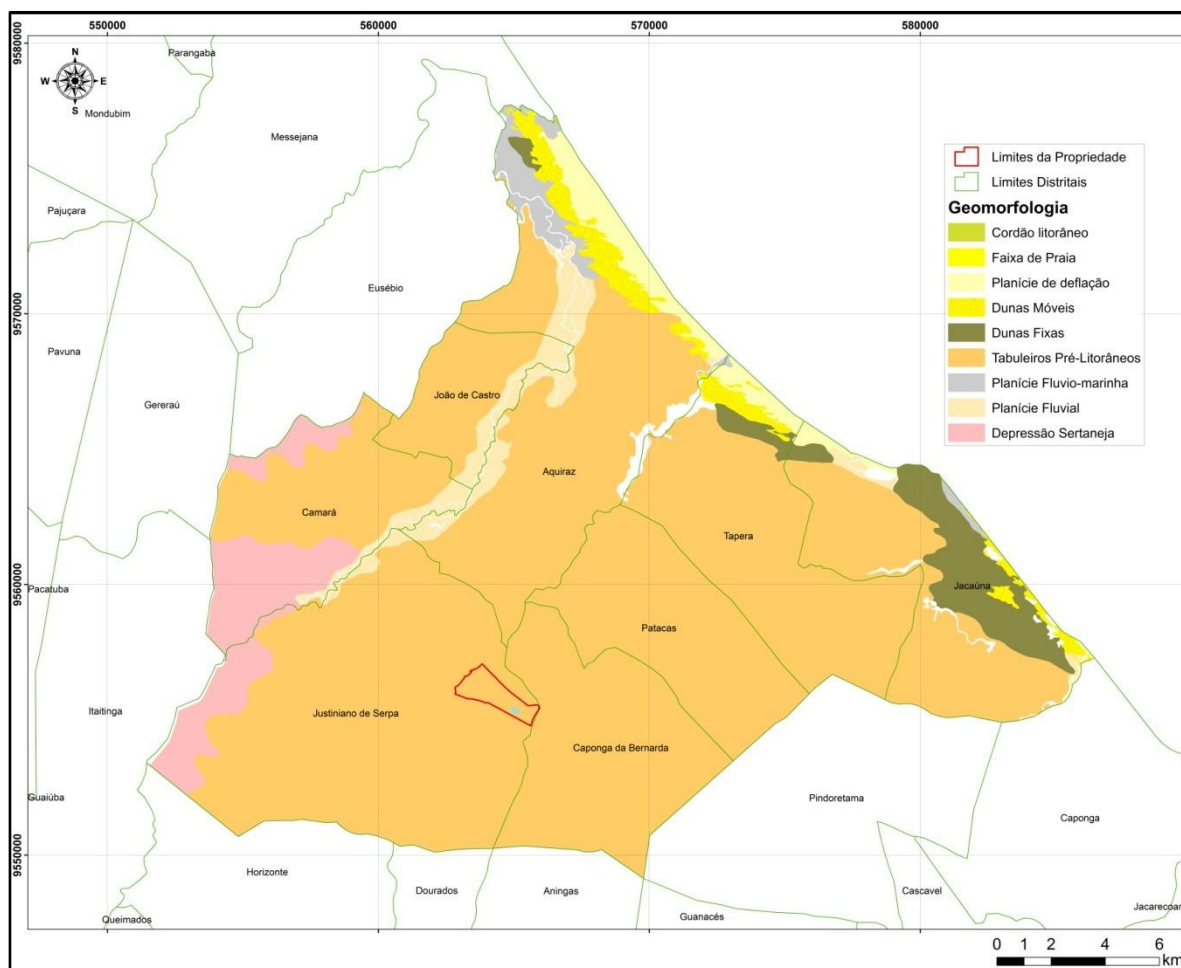 550000
560000
570000
580000
9580000
9570000
9560000
9550000
N
W
E
S
Parangaba
Mondubim
Messejana
Pajuçara
Eusébio
Pavuna
Gereraú
João de Castro
Aquiraz
Camará
Tapera
Pacatuba
Jacaúna
Patacas
Itaitinga
Justiniano de Serpa
Caponga da Bernarda
Guaiúba
Pindoretama
Caponga
Horizonte
Dourados
Aningas
Cascavel
Guanacés
Queimados
Jacarecoar
Limites da Propriedade
Limites Distritais
Geomorfologia
Cordão litorâneo
Faixa de Praia
Planície de deflação
Dunas Móveis
Dunas Fixas
Tabuleiros Pré-Litorâneos
Planície Fluvio-marinha
Planície Fluvial
Depressão Sertaneja
0 1 2 4 6
km